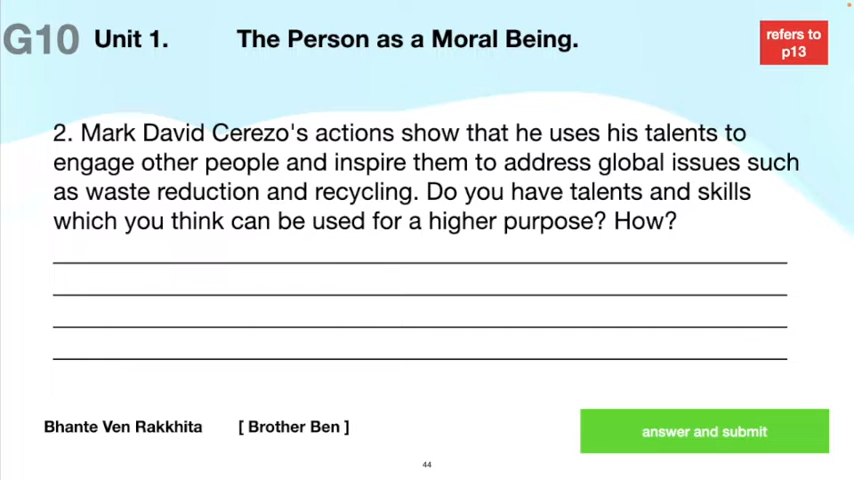 G10 Unit 1. The Person as a Moral Being.
refers to
p13
2. Mark David Cerezo's actions show that he uses his talents to
engage other people and inspire them to address global issues such
as waste reduction and recycling. Do you have talents and skills
which you think can be used for a higher purpose? How?
Bhante Ven Rakkhita [ Brother Ben ]
answer and submit
44